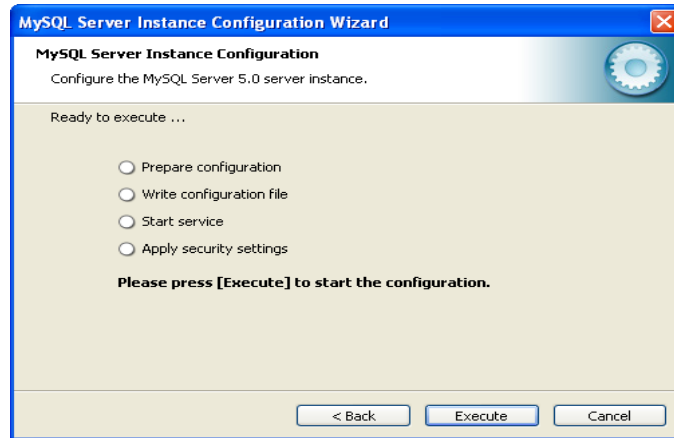 MySQL Server Instance Configuration Wizard
MySQL Server Instance Configuration
Configure the MySQL Server 5.0 server instance.
Ready to execute ...
Prepare configuration
Write configuration file
Start service
Apply security settings
Please press [Execute] to start the configuration.
< Back Execute Cancel